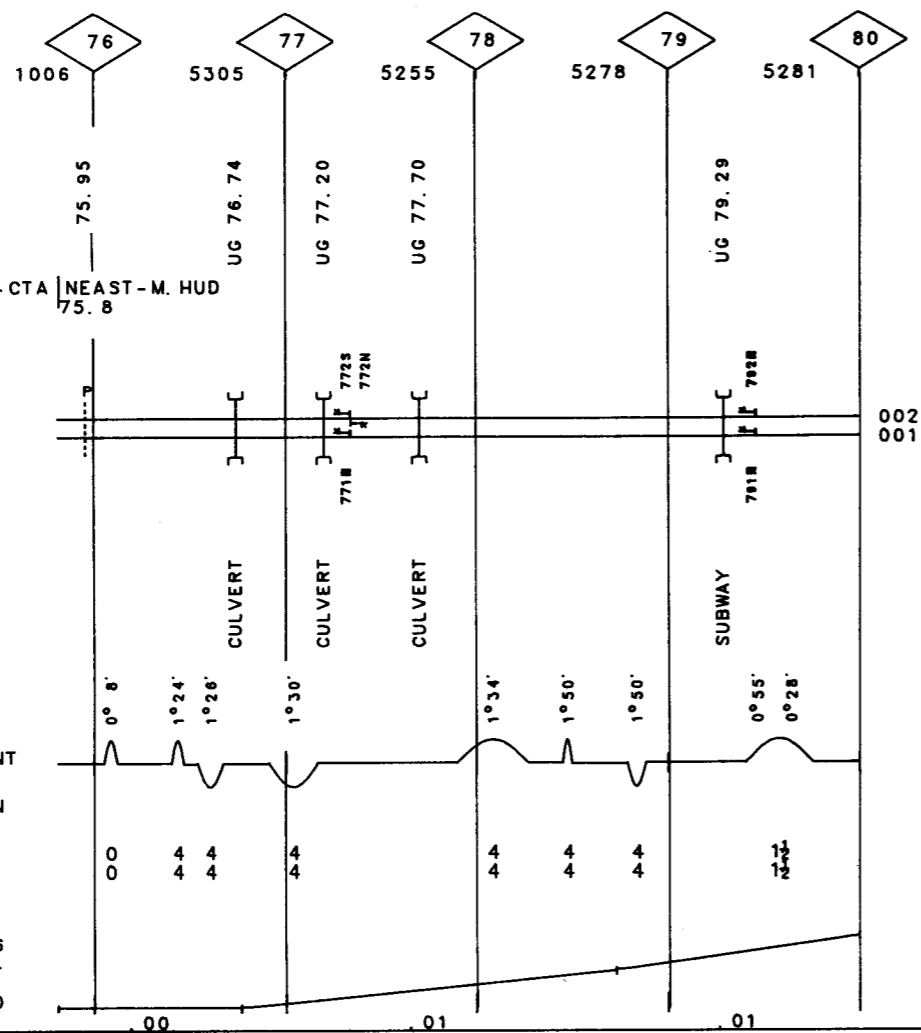 76 77 78 79 80
1006 5305 5255 5278 5281
75.95
UG 76.74
UG 77.20
UG 77.70
UG 79.29
-CTA | NEAST-M. HUD
75.8
P
772S
772N
792N
002
001
771N
791N
CULVERT
CULVERT
CULVERT
SUBWAY
0° 8'
1°24'
1°26'
1°30'
1°34'
1°50'
1°50'
0°55'
0°28'
NT
N
0 4 4 4 4 4 4
0 4 4 4 4 4 4
S
.00 .01 .01